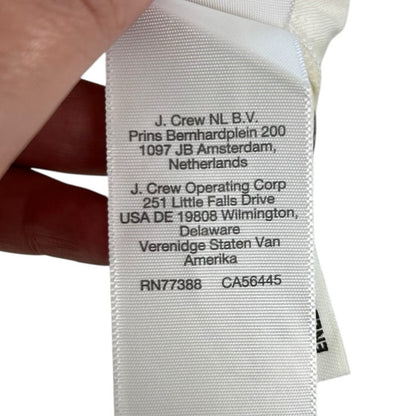 J. Crew NL B.V.
Prins Bernhardplein 200
1097 JB Amsterdam,
Netherlands
J. Crew Operating Corp
251 Little Falls Drive
USA DE 19808 Wilmington,
Delaware
Verenidge Staten Van
Amerika
RN77388 CA56445